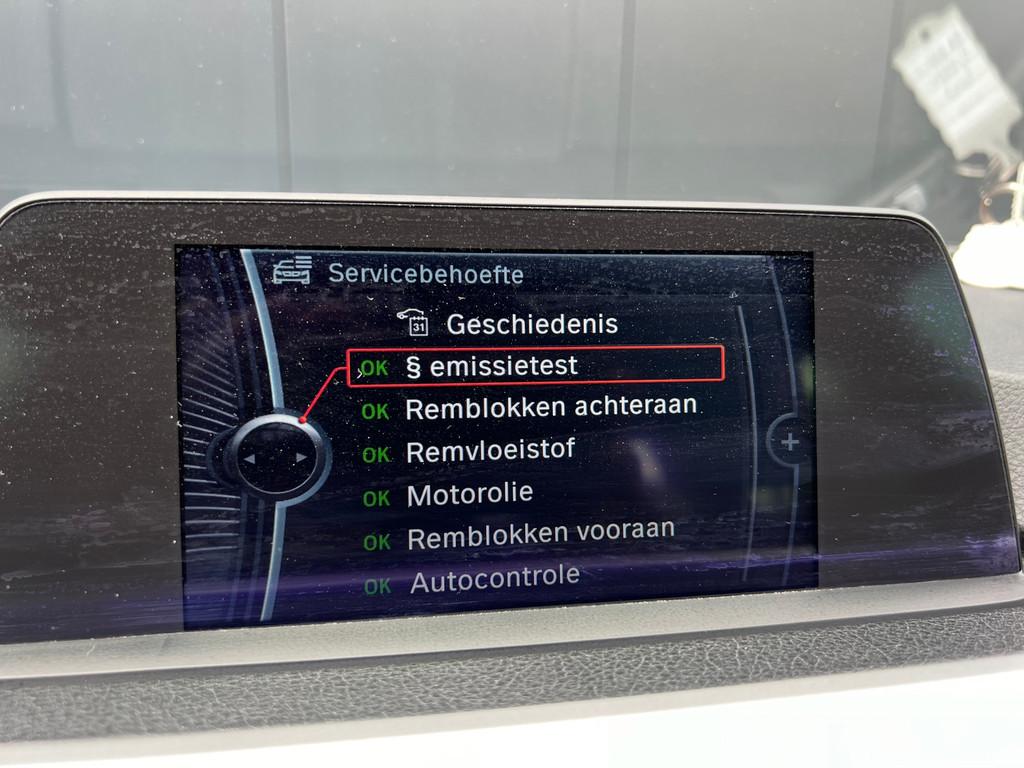 Servicebehoefte
31 Geschiedenis
OK § emissietest
OK Remblokken achteraan
OK Remvloeistof
OK Motorolie
OK Remblokken vooraan
OK Autocontrole